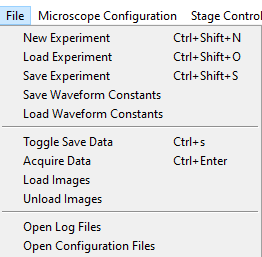 File Microscope Configuration Stage Control
New Experiment Ctrl+Shift+N
Load Experiment Ctrl+Shift+O
Save Experiment Ctrl+Shift+S
Save Waveform Constants
Load Waveform Constants
Toggle Save Data Ctrl+s
Acquire Data Ctrl+Enter
Load Images
Unload Images
Open Log Files
Open Configuration Files